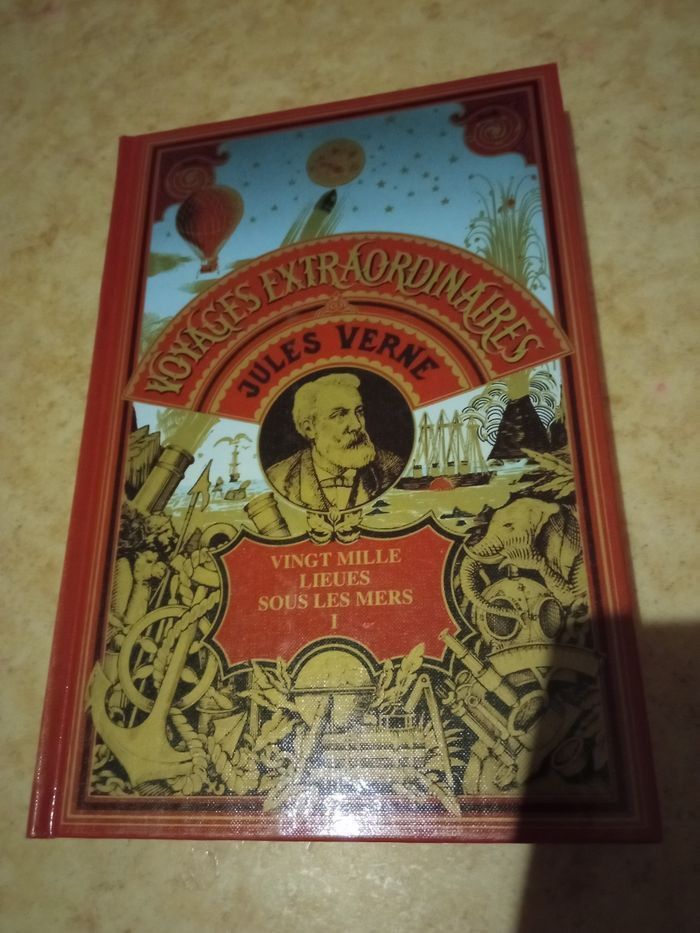 VOYAGES EXTRAORDINAIRES
JULES VERNE
VINGT MILLE
LIEUES
SOUS LES MERS
I